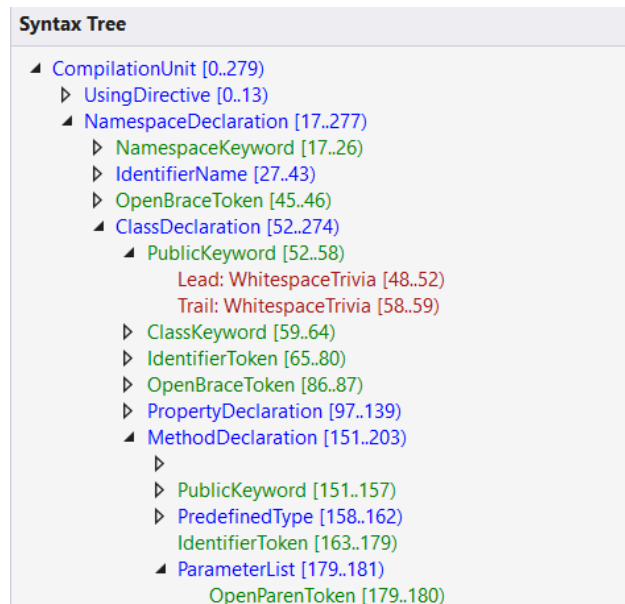 Syntax Tree
CompilationUnit [0..279)
UsingDirective [0..13)
NamespaceDeclaration [17..277)
NamespaceKeyword [17..26)
IdentifierName [27..43)
OpenBraceToken [45..46)
ClassDeclaration [52..274)
PublicKeyword [52..58)
Lead: WhitespaceTrivia [48..52)
Trail: WhitespaceTrivia [58..59)
ClassKeyword [59..64)
IdentifierToken [65..80)
OpenBraceToken [86..87)
PropertyDeclaration [97..139)
MethodDeclaration [151..203)
PublicKeyword [151..157)
PredefinedType [158..162)
IdentifierToken [163..179)
ParameterList [179..181)
OpenParenToken [179..180)